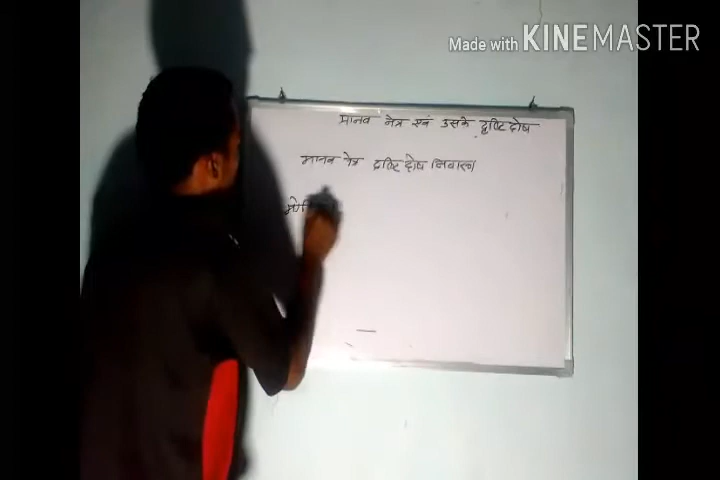 Made with KINEMASTER
मानव नेत्र एवं उसके दृष्टि दोष
मानव नेत्र दृष्टि दोष निवारण